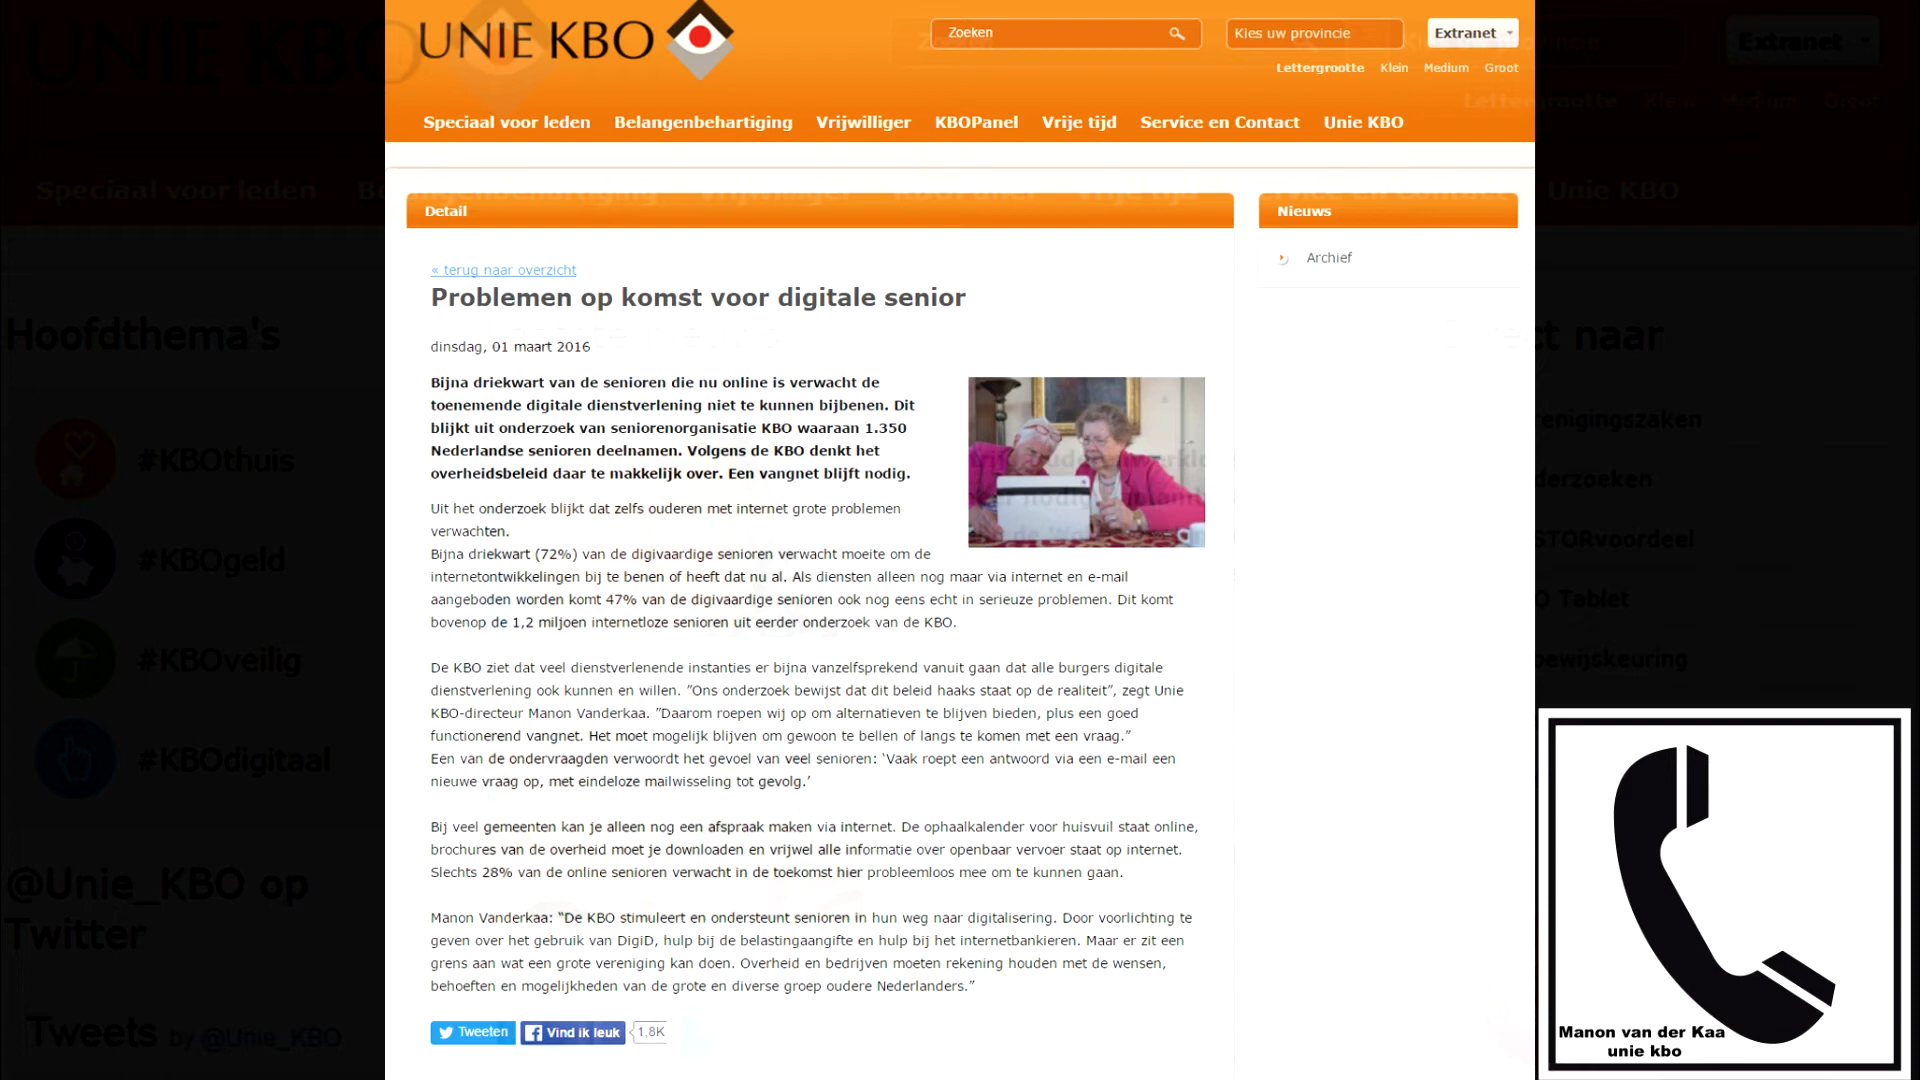 UNIE KBO
Zoeken
Kies uw provincie
Extranet
Lettergrootte Klein Medium Groot
Speciaal voor leden Belangenbehartiging Vrijwilliger KBOPanel Vrije tijd Service en Contact Unie KBO
Detail
Nieuws
Archief
« terug naar overzicht
Problemen op komst voor digitale senior
dinsdag, 01 maart 2016
Bijna driekwart van de senioren die nu online is verwacht de
toenemende digitale dienstverlening niet te kunnen bijbenen. Dit
blijkt uit onderzoek van seniorenorganisatie KBO waaraan 1.350
Nederlandse senioren deelnamen. Volgens de KBO denkt het
overheidsbeleid daar te makkelijk over. Een vangnet blijft nodig.
Uit het onderzoek blijkt dat zelfs ouderen met internet grote problemen
verwachten.
Bijna driekwart (72%) van de digivaardige senioren verwacht moeite om de
internetontwikkelingen bij te benen of heeft dat nu al. Als diensten alleen nog maar via internet en e-mail
aangeboden worden komt 47% van de digivaardige senioren ook nog eens echt in serieuze problemen. Dit komt
bovenop de 1,2 miljoen internetloze senioren uit eerder onderzoek van de KBO.
De KBO ziet dat veel dienstverlenende instanties er bijna vanzelfsprekend vanuit gaan dat alle burgers digitale
dienstverlening ook kunnen en willen. ”Ons onderzoek bewijst dat dit beleid haaks staat op de realiteit”, zegt Unie
KBO-directeur Manon Vanderkaa. ”Daarom roepen wij op om alternatieven te blijven bieden, plus een goed
functionerend vangnet. Het moet mogelijk blijven om gewoon te bellen of langs te komen met een vraag.”
Een van de ondervraagden verwoordt het gevoel van veel senioren: ‘Vaak roept een antwoord via een e-mail een
nieuwe vraag op, met eindeloze mailwisseling tot gevolg.’
Bij veel gemeenten kan je alleen nog een afspraak maken via internet. De ophaalkalender voor huisvuil staat online,
brochures van de overheid moet je downloaden en vrijwel alle informatie over openbaar vervoer staat op internet.
Slechts 28% van de online senioren verwacht in de toekomst hier probleemloos mee om te kunnen gaan.
Manon Vanderkaa: “De KBO stimuleert en ondersteunt senioren in hun weg naar digitalisering. Door voorlichting te
geven over het gebruik van DigiD, hulp bij de belastingaangifte en hulp bij het internetbankieren. Maar er zit een
grens aan wat een grote vereniging kan doen. Overheid en bedrijven moeten rekening houden met de wensen,
behoeften en mogelijkheden van de grote en diverse groep oudere Nederlanders.”
Tweeten Vind ik leuk 1,8K
UNIE KBO
Extranet
Speciaal voor leden
Unie KBO
Hoofdthema's
#KBOthuis
#KBOgeld
#KBOveilig
#KBOdigitaal
@Unie_KBO op
Twitter
Tweets by @Unie_KBO
naar
Tablet
Manon van der Kaa
unie kbo